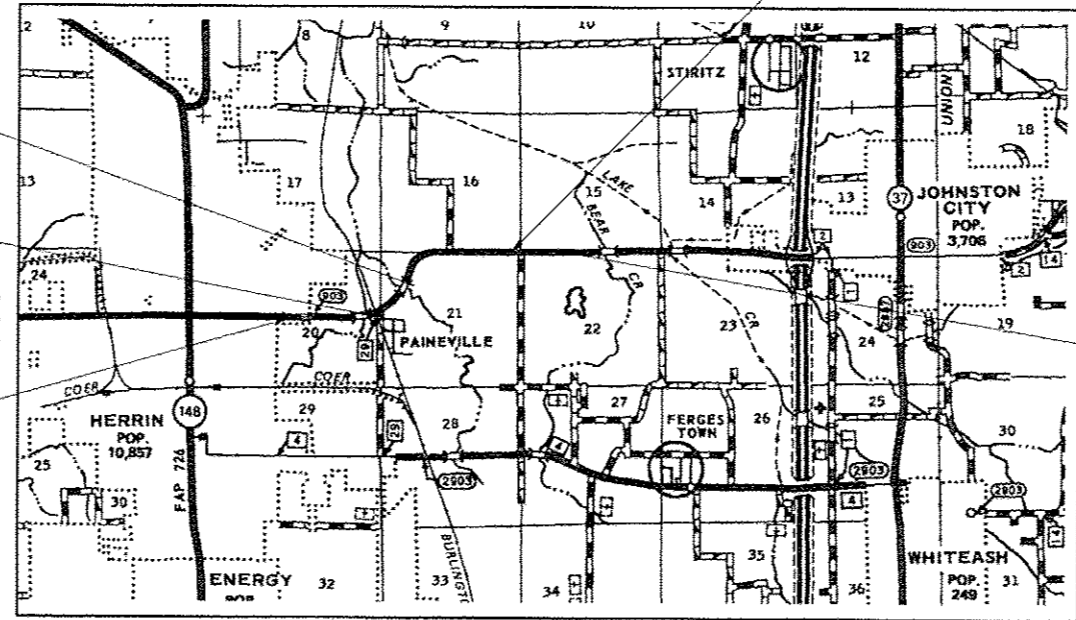 2
8
9
10
12
STIRITZ
UNION
18
13
17
16
15
14
13
LAKE
BEAR
CR
37
JOHNSTON
CITY
POP.
3,706
903
2
2
14
24
903
20
21
22
23
24
19
29
PAINEVILLE
CR
COER
COER
148
HERRIN
POP.
10,857
29
4
29
28
27
FERGES
TOWN
26
25
30
25
30
FAP 726
4
2903
2903
4
2903
14
ENERGY
32
33
34
35
36
WHITEASH
POP.
249
31